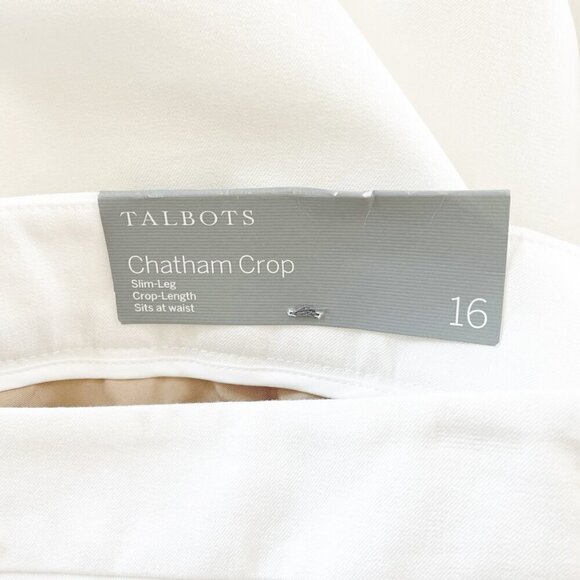 TALBOTS
Chatham Crop
Slim-Leg
Crop-Length
Sits at waist
16